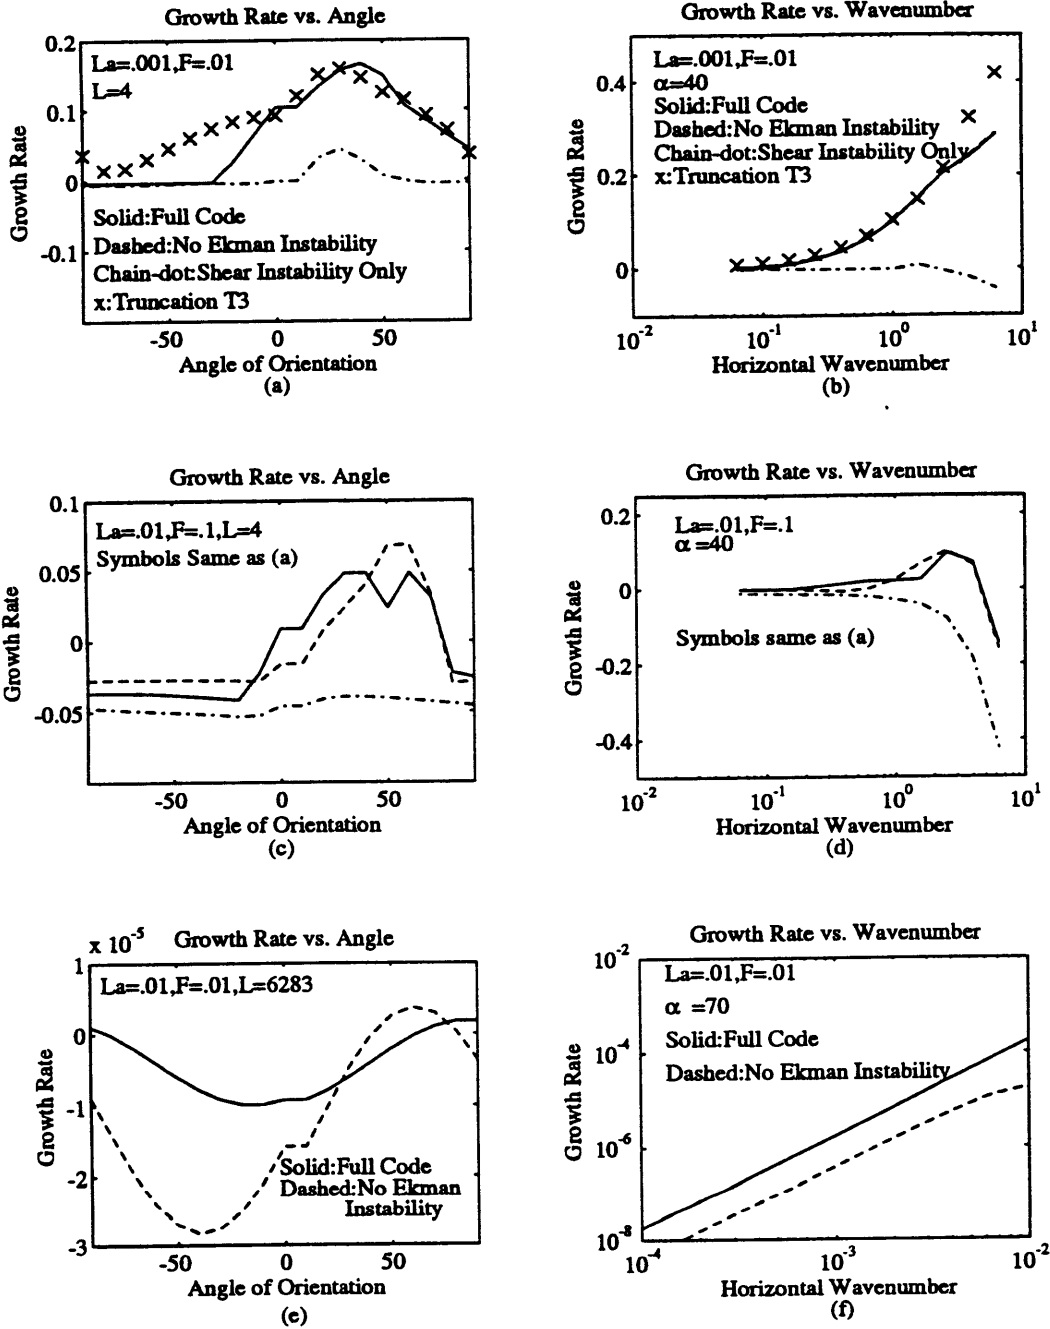 Growth Rate vs. Angle
0.2
0.1
0
-0.1
Growth Rate
La=.001,F=.01
L=4
Solid:Full Code
Dashed:No Ekman Instability
Chain-dot:Shear Instability Only
x:Truncation T3
-50
0
50
Angle of Orientation
(a)
Growth Rate vs. Wavenumber
0.4
0.2
0
Growth Rate
La=.001,F=.01
α=40
Solid:Full Code
Dashed:No Ekman Instability
Chain-dot:Shear Instability Only
x:Truncation T3
10-2
10-1
100
101
Horizontal Wavenumber
(b)
Growth Rate vs. Angle
0.1
0.05
0
-0.05
Growth Rate
La=.01,F=.1,L=4
Symbols Same as (a)
-50
0
50
Angle of Orientation
(c)
Growth Rate vs. Wavenumber
0.2
0
-0.2
-0.4
Growth Rate
La=.01,F=.1
α =40
Symbols same as (a)
10-2
10-1
100
101
Horizontal Wavenumber
(d)
x 10-5
Growth Rate vs. Angle
1
0
-1
-2
-3
Growth Rate
La=.01,F=.01,L=6283
Solid:Full Code
Dashed:No Ekman
Instability
-50
0
50
Angle of Orientation
(e)
Growth Rate vs. Wavenumber
10-2
10-4
10-6
10-8
Growth Rate
La=.01,F=.01
α =70
Solid:Full Code
Dashed:No Ekman Instability
10-4
10-3
10-2
Horizontal Wavenumber
(f)